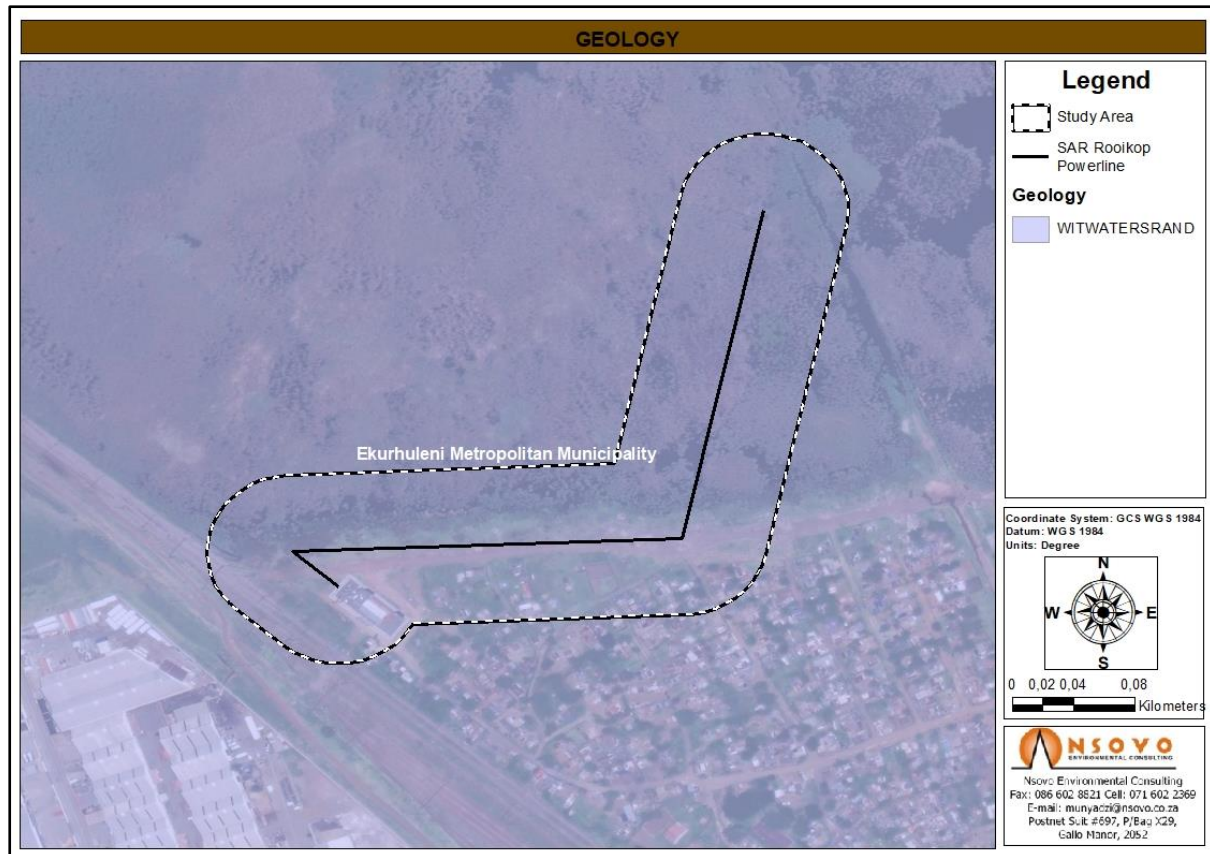 GEOLOGY
Ekurhuleni Metropolitan Municipality
Legend
Study Area
SAR Rooikop
Powerline
Geology
WITWATERSRAND
Coordinate System: GCS WGS 1984
Datum: WGS 1984
Units: Degree
N
W E
S
0 0,02 0,04 0,08
Kilometers
NSOVO
ENVIRONMENTAL CONSULTING
Nsovo Environmental Consulting
Fax: 086 602 8821 Cell: 071 602 2369
E-mail: munyadzi@nsovo.co.za
Postnet Suit #697, P/Bag X29,
Gallo Manor, 2052